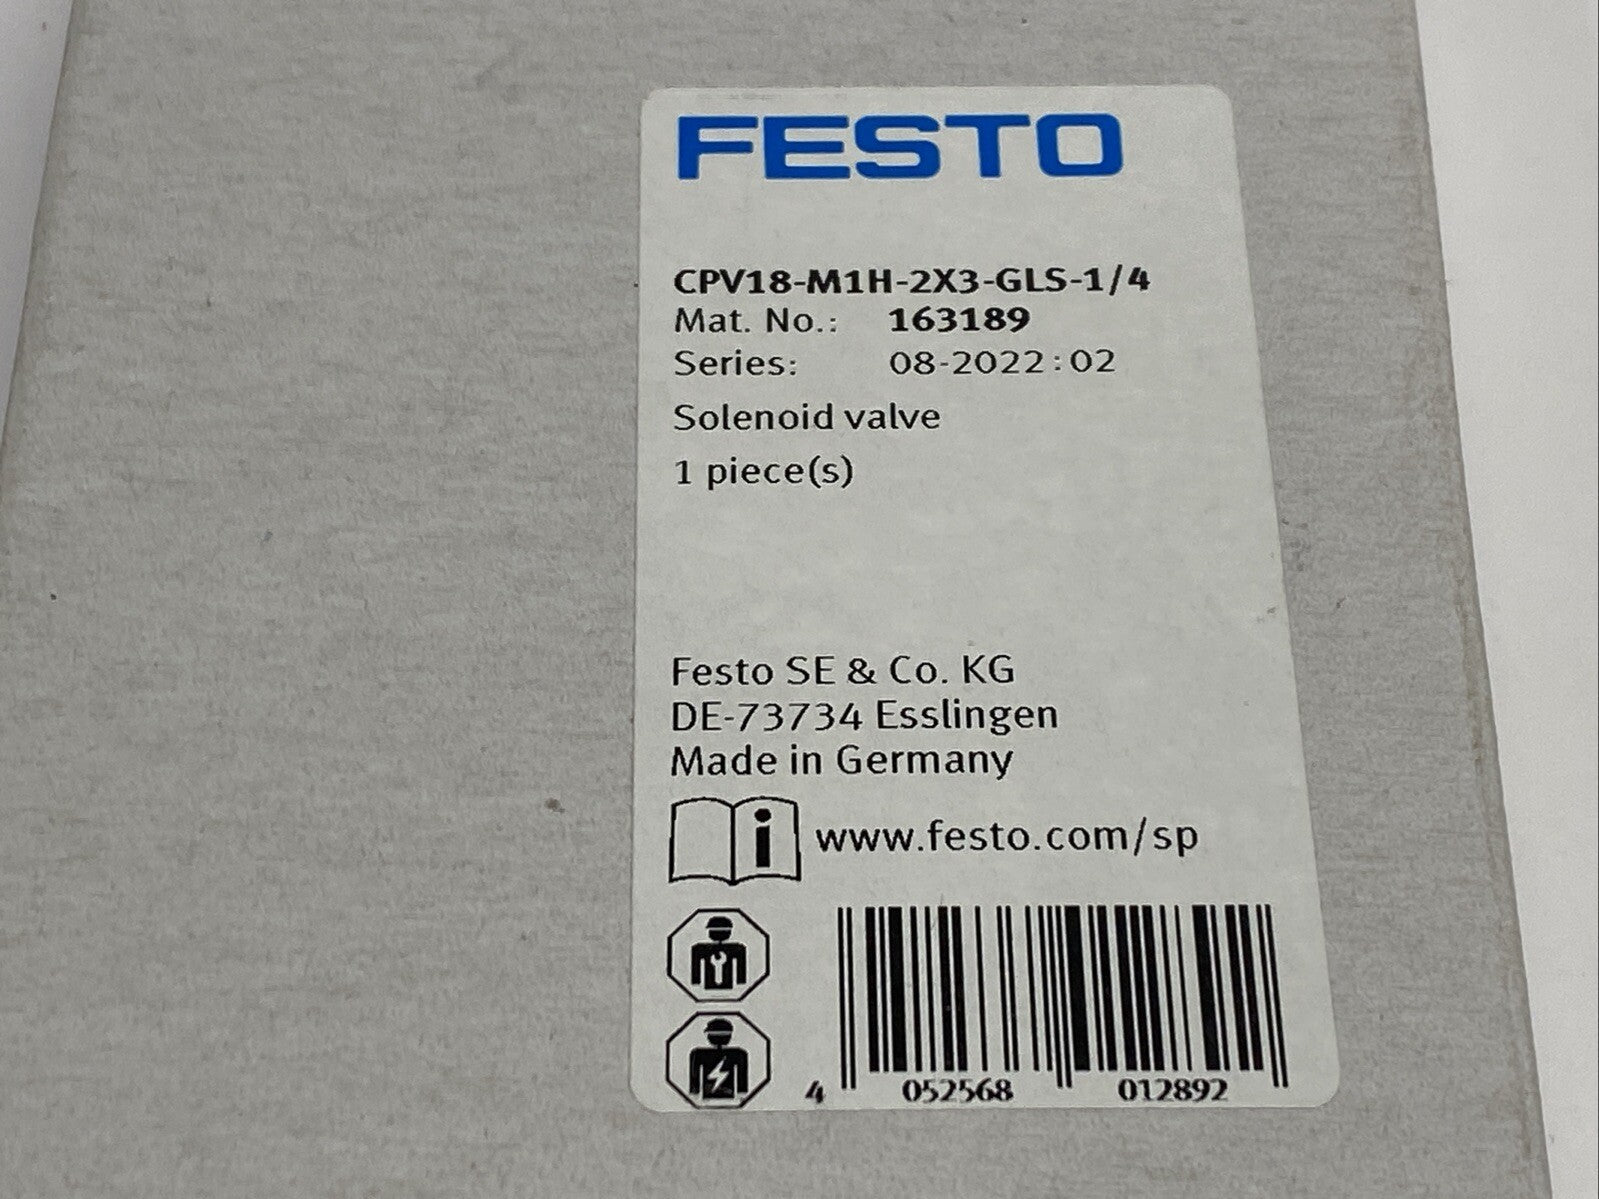 FESTO
CPV18-M1H-2X3-GLS-1/4
Mat. No.: 163189
Series: 08-2022:02
Solenoid valve
1 piece(s)
Festo SE & Co. KG
DE-73734 Esslingen
Made in Germany
i www.festo.com/sp
4 052568 012892